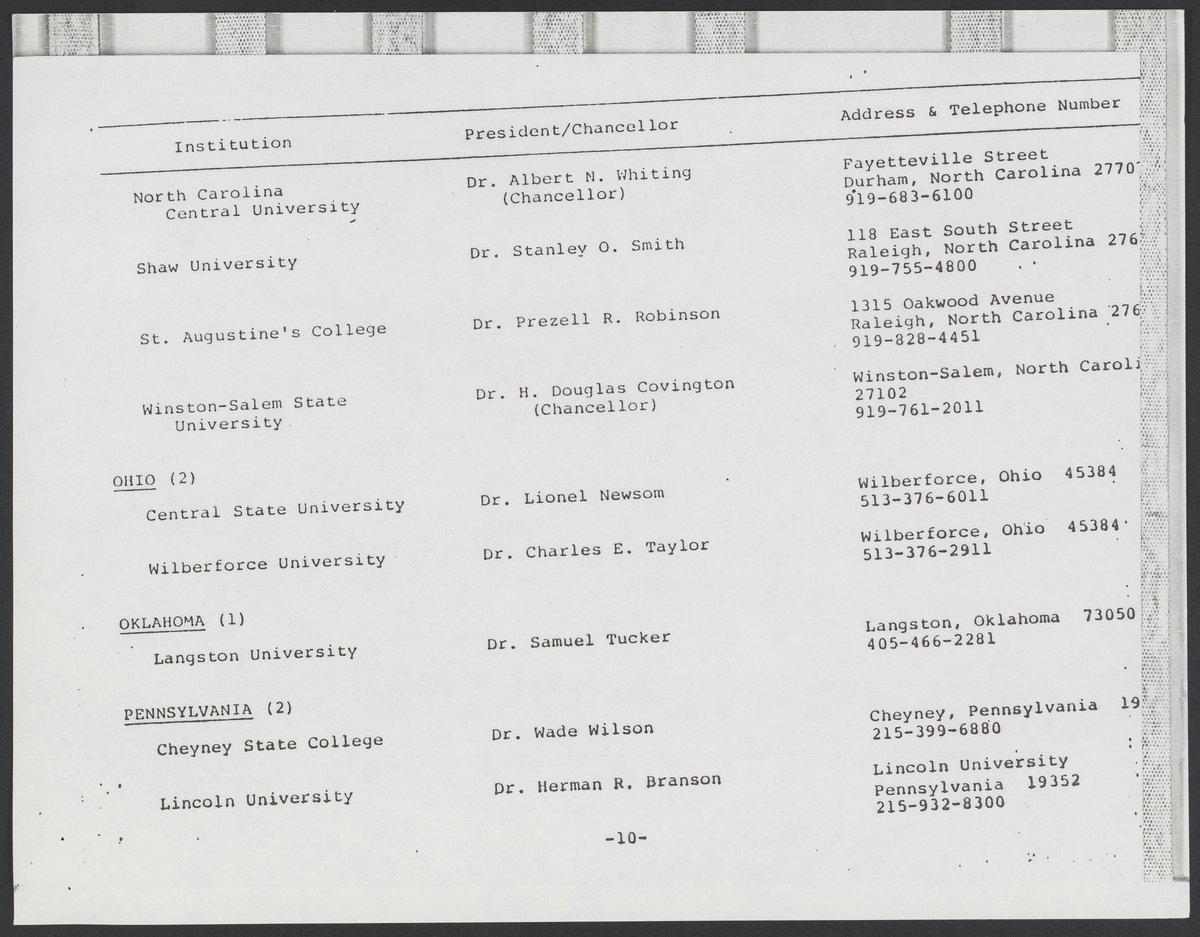 Institution President/Chancellor Address & Telephone Number
North Carolina Central University
Dr. Albert N. Whiting
(Chancellor)
Fayetteville Street
Durham, North Carolina 2770
919-683-6100
Shaw University
Dr. Stanley O. Smith
118 East South Street
Raleigh, North Carolina 276
919-755-4800
St. Augustine's College
Dr. Prezell R. Robinson
1315 Oakwood Avenue
Raleigh, North Carolina 276
919-828-4451
Winston-Salem State
University
Dr. H. Douglas Covington
(Chancellor)
Winston-Salem, North Caroli
27102
919-761-2011
OHIO (2)
Central State University
Dr. Lionel Newsom
Wilberforce, Ohio 45384
513-376-6011
Wilberforce University
Dr. Charles E. Taylor
Wilberforce, Ohio 45384
513-376-2911
OKLAHOMA (1)
Langston University
Dr. Samuel Tucker
Langston, Oklahoma 73050
405-466-2281
PENNSYLVANIA (2)
Cheyney State College
Dr. Wade Wilson
Cheyney, Pennsylvania 19
215-399-6880
Lincoln University
Dr. Herman R. Branson
Lincoln University
Pennsylvania 19352
215-932-8300
-10-